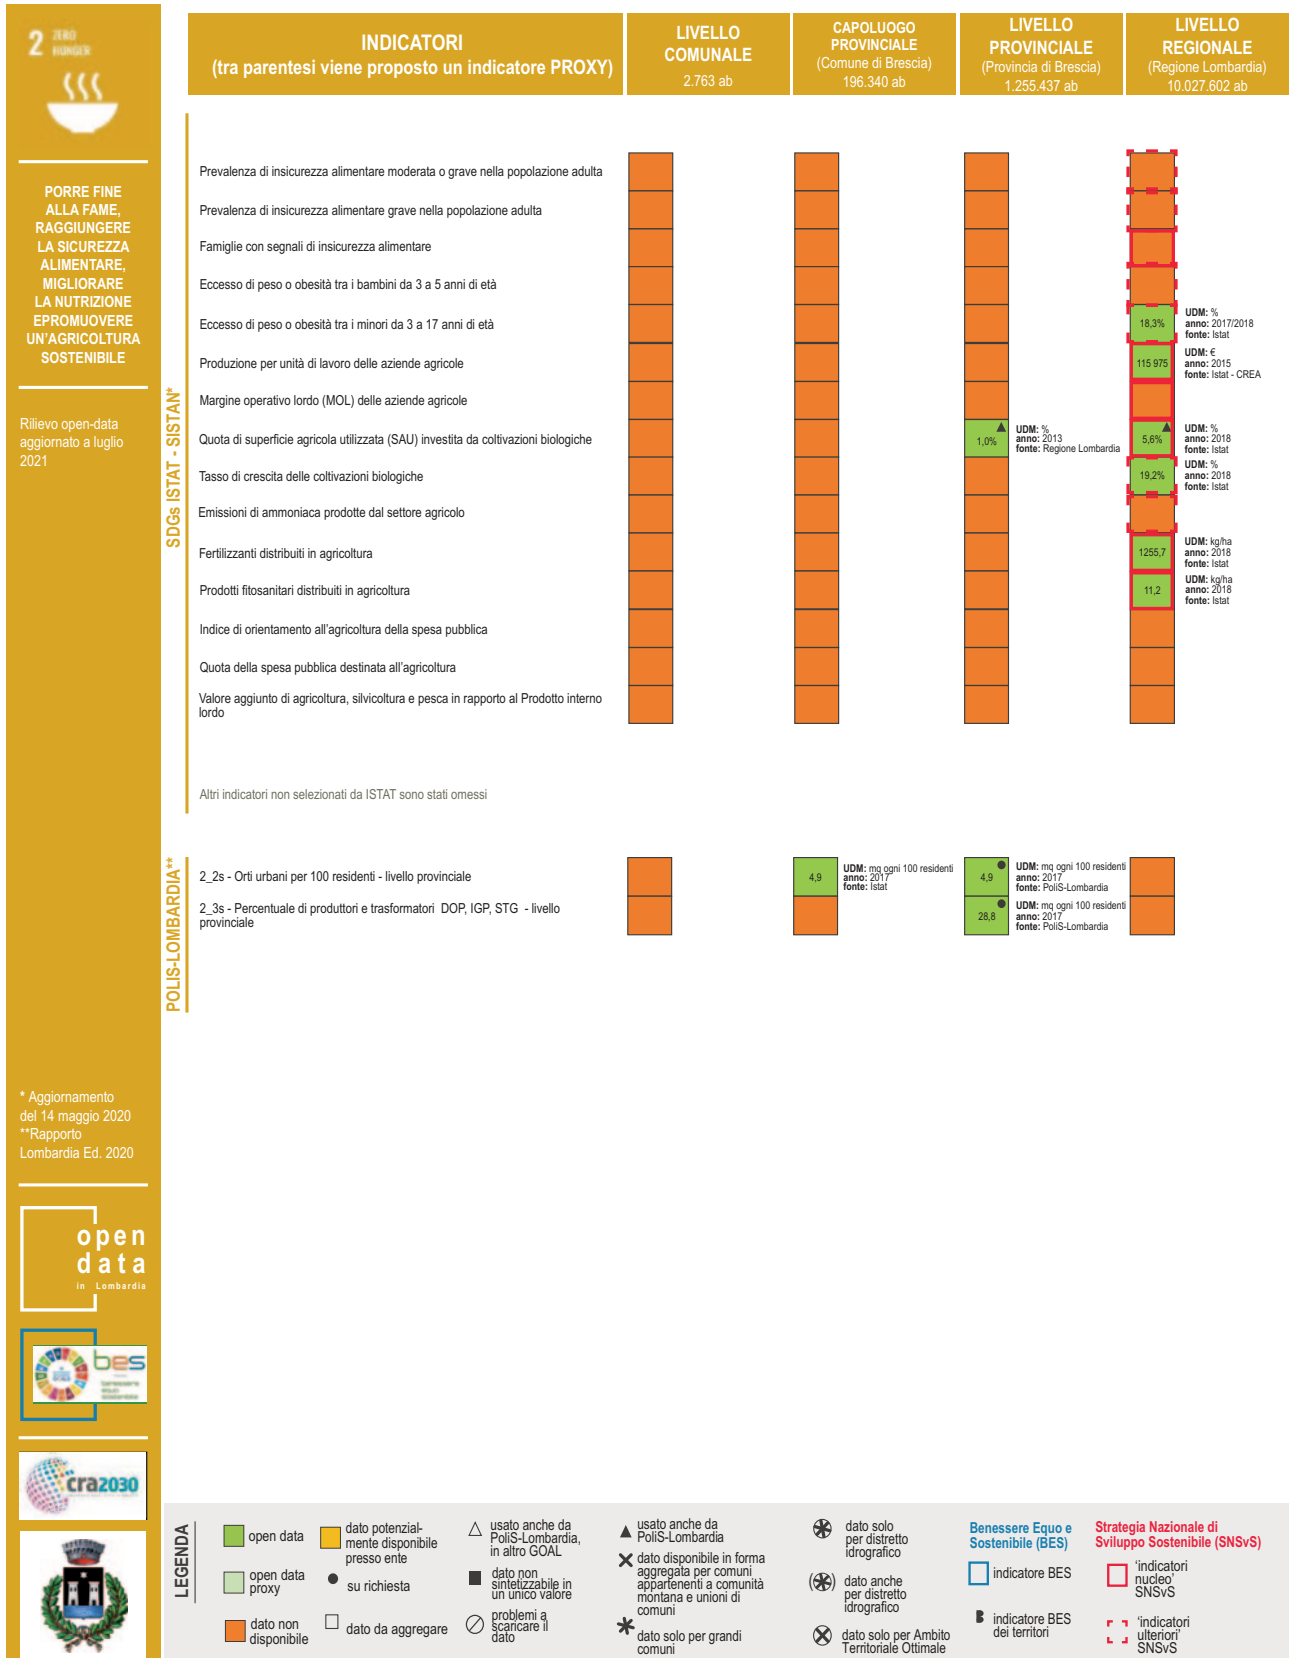 2 ZERO
HUNGER
PORRE FINE
ALLA FAME,
RAGGIUNGERE
LA SICUREZZA
ALIMENTARE,
MIGLIORARE
LA NUTRIZIONE
EPROMUOVERE
UN'AGRICOLTURA
SOSTENIBILE
Rilievo open-data
aggiornato a luglio
2021
* Aggiornamento
del 14 maggio 2020
**Rapporto
Lombardia Ed. 2020
open
data
in Lombardia
bes
benessere
equo
sostenibile
cra2030
INDICATORI
(tra parentesi viene proposto un indicatore PROXY)
LIVELLO
COMUNALE
2.763 ab
CAPOLUOGO
PROVINCIALE
(Comune di Brescia)
196.340 ab
LIVELLO
PROVINCIALE
(Provincia di Brescia)
1.255.437 ab
LIVELLO
REGIONALE
(Regione Lombardia)
10.027.602 ab
SDGs ISTAT - SISTAN*
Prevalenza di insicurezza alimentare moderata o grave nella popolazione adulta
Prevalenza di insicurezza alimentare grave nella popolazione adulta
Famiglie con segnali di insicurezza alimentare
Eccesso di peso o obesità tra i bambini da 3 a 5 anni di età
Eccesso di peso o obesità tra i minori da 3 a 17 anni di età
18,3%
UDM: %
anno: 2017/2018
fonte: Istat
Produzione per unità di lavoro delle aziende agricole
115 975
UDM: €
anno: 2015
fonte: Istat - CREA
Margine operativo lordo (MOL) delle aziende agricole
Quota di superficie agricola utilizzata (SAU) investita da coltivazioni biologiche
1,0%
UDM: %
anno: 2013
fonte: Regione Lombardia
5,6%
UDM: %
anno: 2018
fonte: Istat
Tasso di crescita delle coltivazioni biologiche
19,2%
UDM: %
anno: 2018
fonte: Istat
Emissioni di ammoniaca prodotte dal settore agricolo
Fertilizzanti distribuiti in agricoltura
1255,7
UDM: kg/ha
anno: 2018
fonte: Istat
Prodotti fitosanitari distribuiti in agricoltura
11,2
UDM: kg/ha
anno: 2018
fonte: Istat
Indice di orientamento all'agricoltura della spesa pubblica
Quota della spesa pubblica destinata all'agricoltura
Valore aggiunto di agricoltura, silvicoltura e pesca in rapporto al Prodotto interno
lordo
Altri indicatori non selezionati da ISTAT sono stati omessi
POLIS-LOMBARDIA**
2_2s - Orti urbani per 100 residenti - livello provinciale
4,9
UDM: mq ogni 100 residenti
anno: 2017
fonte: Istat
4,9
UDM: mq ogni 100 residenti
anno: 2017
fonte: PoliS-Lombardia
2_3s - Percentuale di produttori e trasformatori DOP, IGP, STG - livello
provinciale
28,8
UDM: mq ogni 100 residenti
anno: 2017
fonte: PoliS-Lombardia
LEGENDA
open data
open data
proxy
dato non
disponibile
dato potenzial-
mente disponibile
presso ente
su richiesta
dato da aggregare
usato anche da
PoliS-Lombardia,
in altro GOAL
dato non
sintetizzabile in
un unico valore
problemi a
scaricare il
dato
usato anche da
PoliS-Lombardia
dato disponibile in forma
aggregata per comuni
appartenenti a comunità
montana e unioni di
comuni
dato solo per grandi
comuni
dato solo
per distretto
idrografico
dato anche
per distretto
idrografico
dato solo per Ambito
Territoriale Ottimale
Benessere Equo e
Sostenibile (BES)
indicatore BES
indicatore BES
dei territori
Strategia Nazionale di
Sviluppo Sostenibile (SNSvS)
'indicatori
nucleo'
SNSvS
'indicatori
ulteriori'
SNSvS